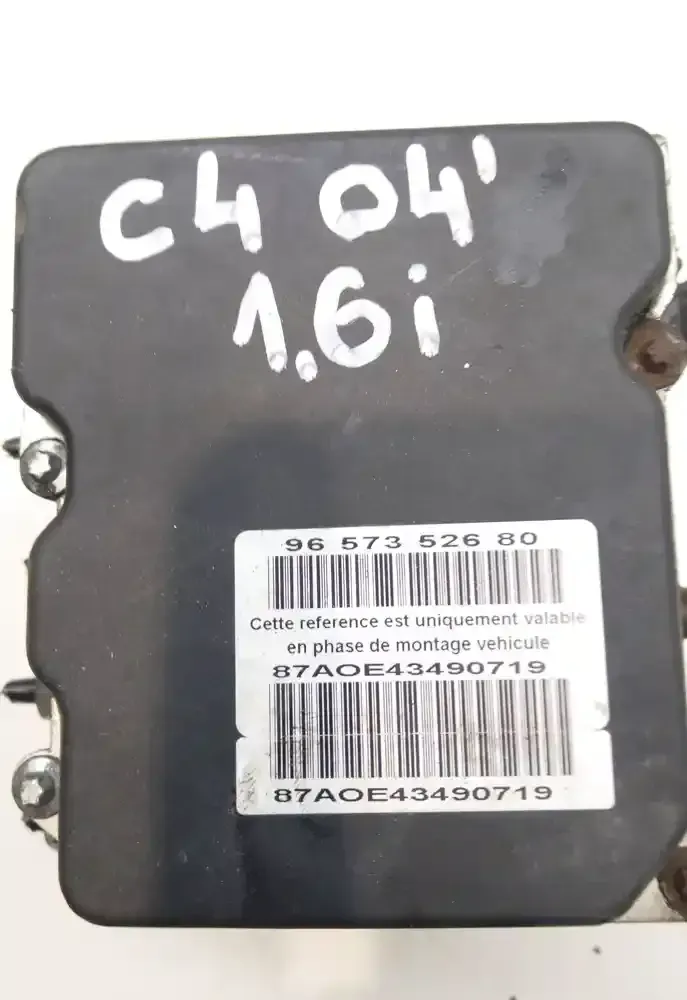 C4 04'
1.6i
96 573 526 80
Cette reference est uniquement valable
en phase de montage vehicule
87AOE43490719
87AOE43490719